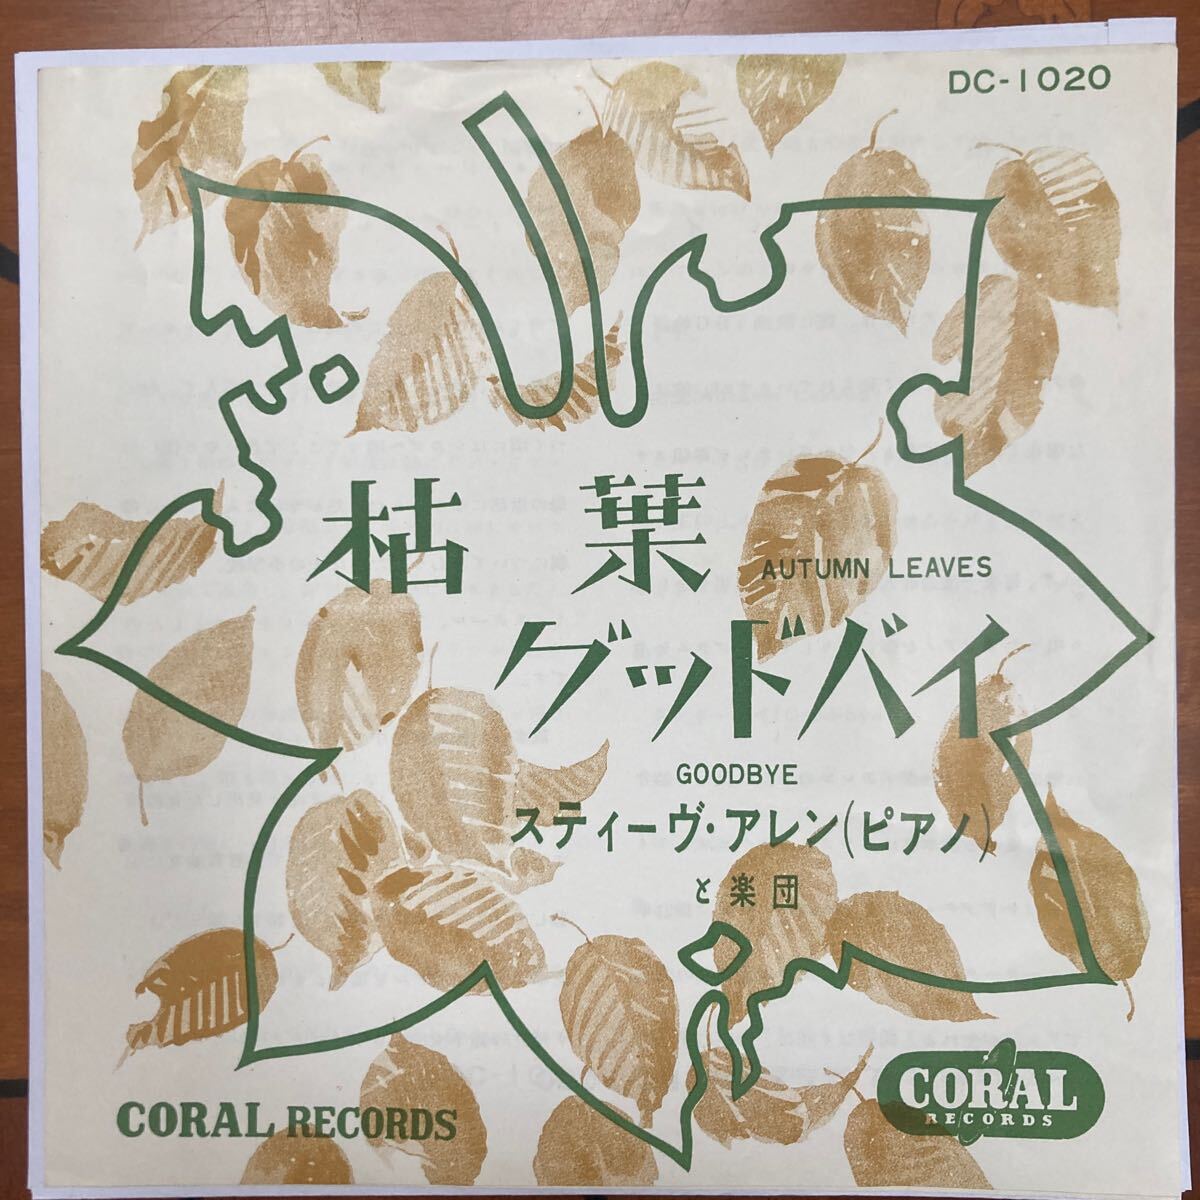 DC-1020
枯葉
AUTUMN LEAVES
グッドバイ
GOODBYE
スティーヴ・アレン(ピアノ)
と楽団
CORAL RECORDS
CORAL
RECORDS